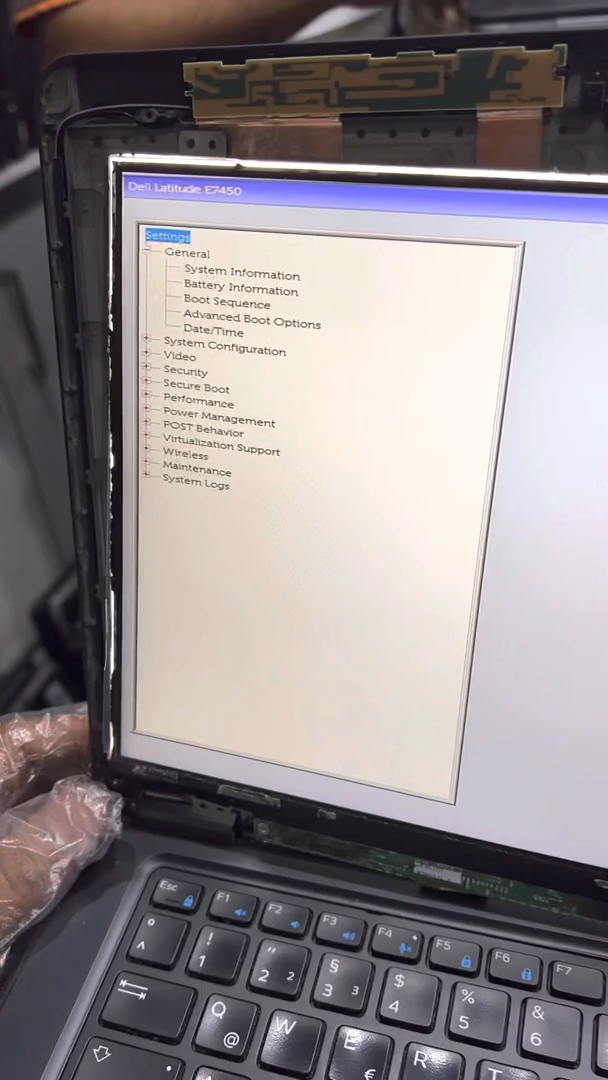 Dell Latitude E7450
Settings
General
System Information
Battery Information
Boot Sequence
Advanced Boot Options
Date/Time
System Configuration
Video
Security
Secure Boot
Performance
Power Management
POST Behavior
Virtualization Support
Wireless
Maintenance
System Logs
Esc F1 F2 F3 F4 F5 F6 F7
° ^ ! 1 " 2 2 § 3 3 $ 4 % 5 & 6
Q @ W E € R T